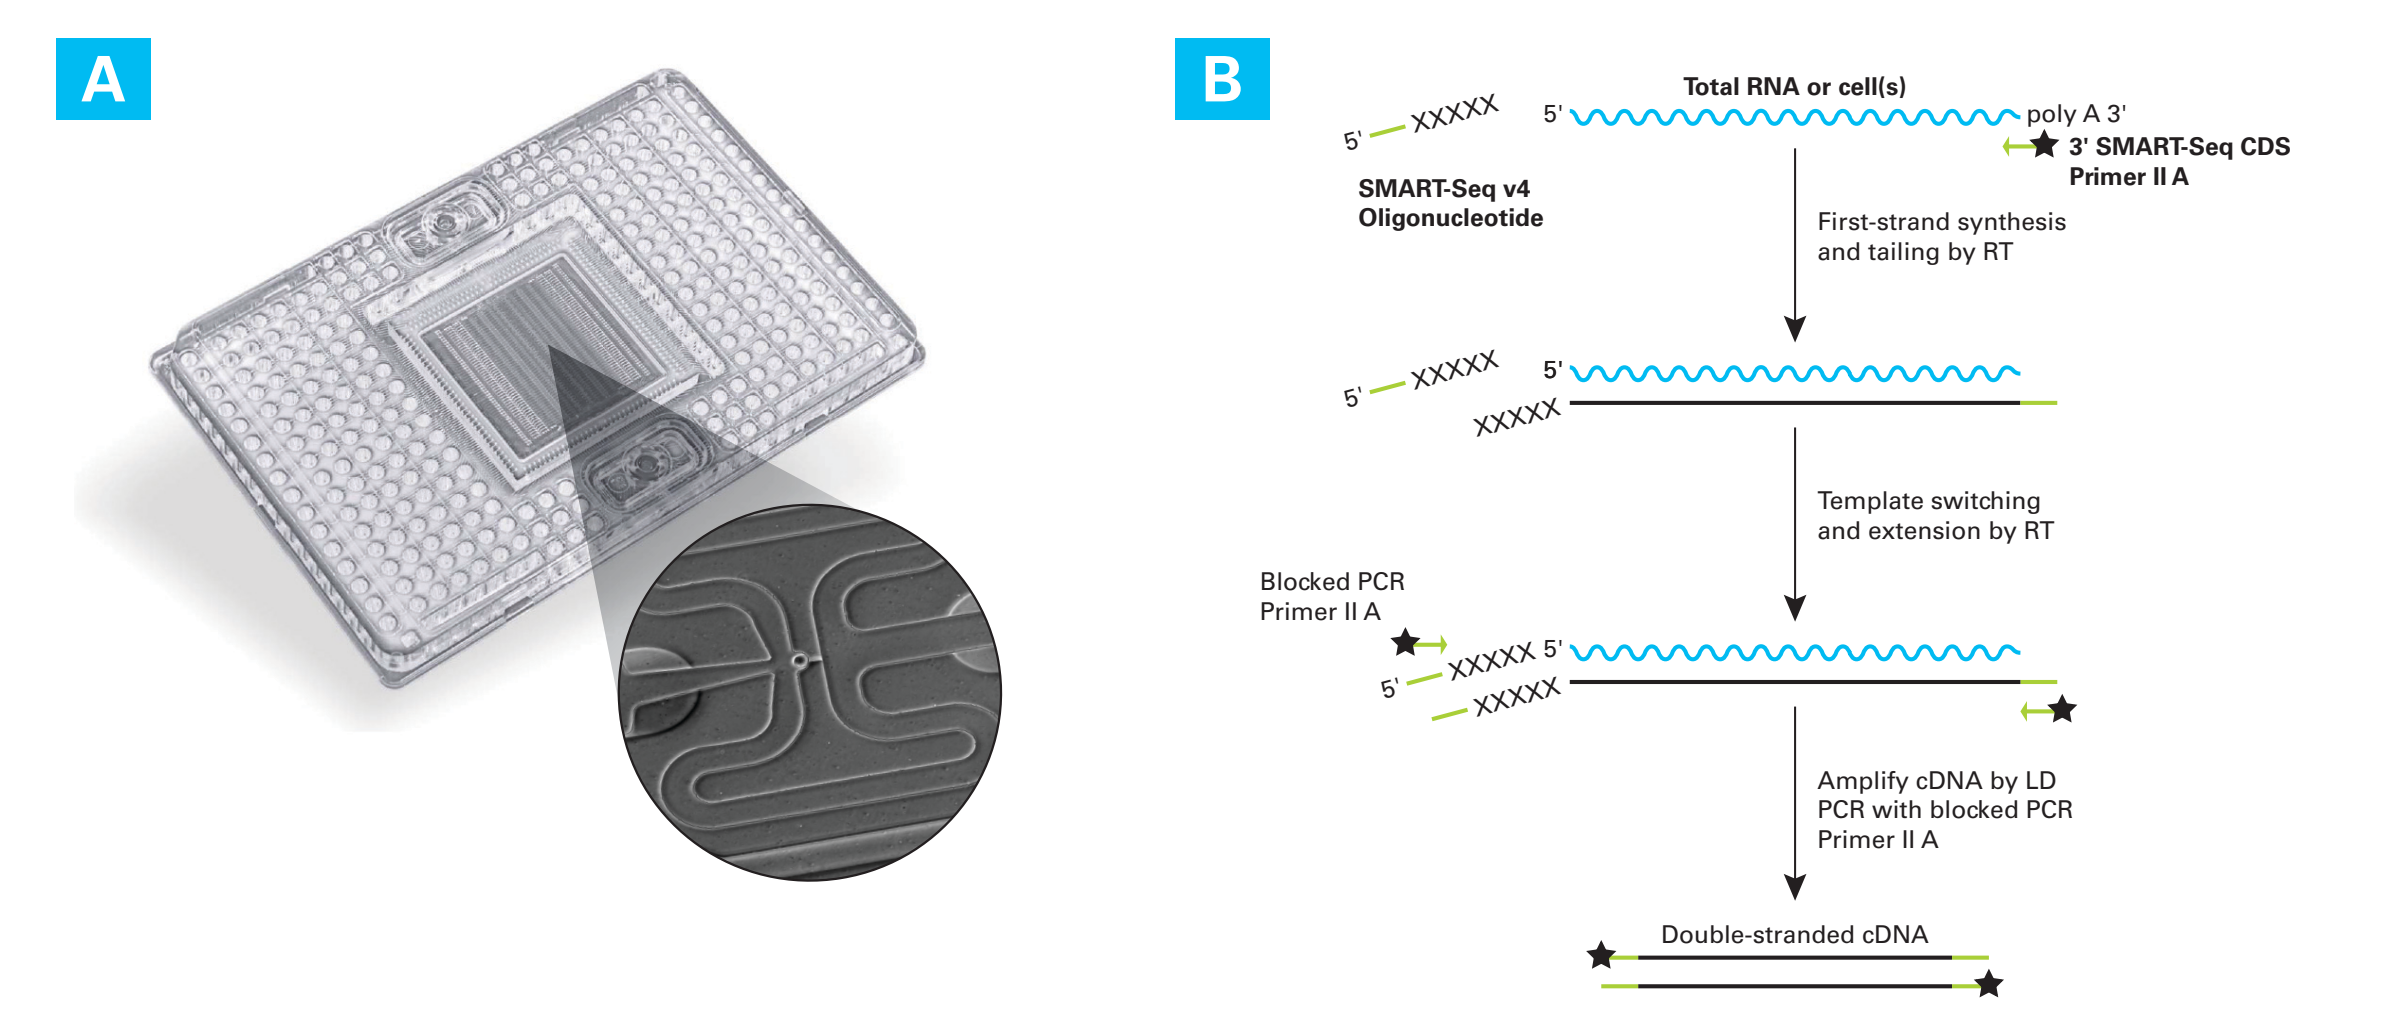 A
B
Total RNA or cell(s)
5' XXXXX
5'
poly A 3'
3' SMART-Seq CDS
Primer II A
SMART-Seq v4
Oligonucleotide
First-strand synthesis
and tailing by RT
5' XXXXX
5'
XXXXX
Template switching
and extension by RT
Blocked PCR
Primer II A
5' XXXXX 5'
XXXXX
Amplify cDNA by LD
PCR with blocked PCR
Primer II A
Double-stranded cDNA